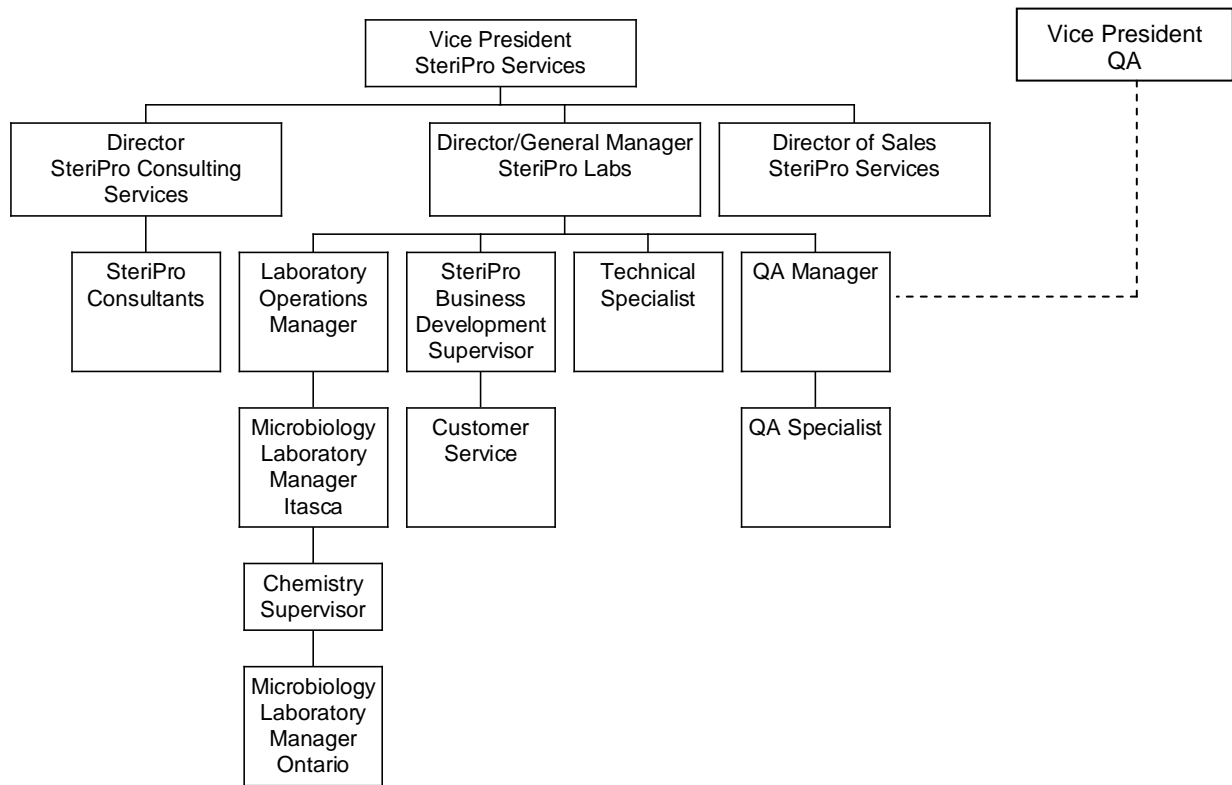 Vice President
SteriPro Services
Vice President
QA
Director
SteriPro Consulting
Services
Director/General Manager
SteriPro Labs
Director of Sales
SteriPro Services
SteriPro
Consultants
Laboratory
Operations
Manager
SteriPro
Business
Development
Supervisor
Technical
Specialist
QA Manager
Microbiology
Laboratory
Manager
Itasca
Customer
Service
QA Specialist
Chemistry
Supervisor
Microbiology
Laboratory
Manager
Ontario